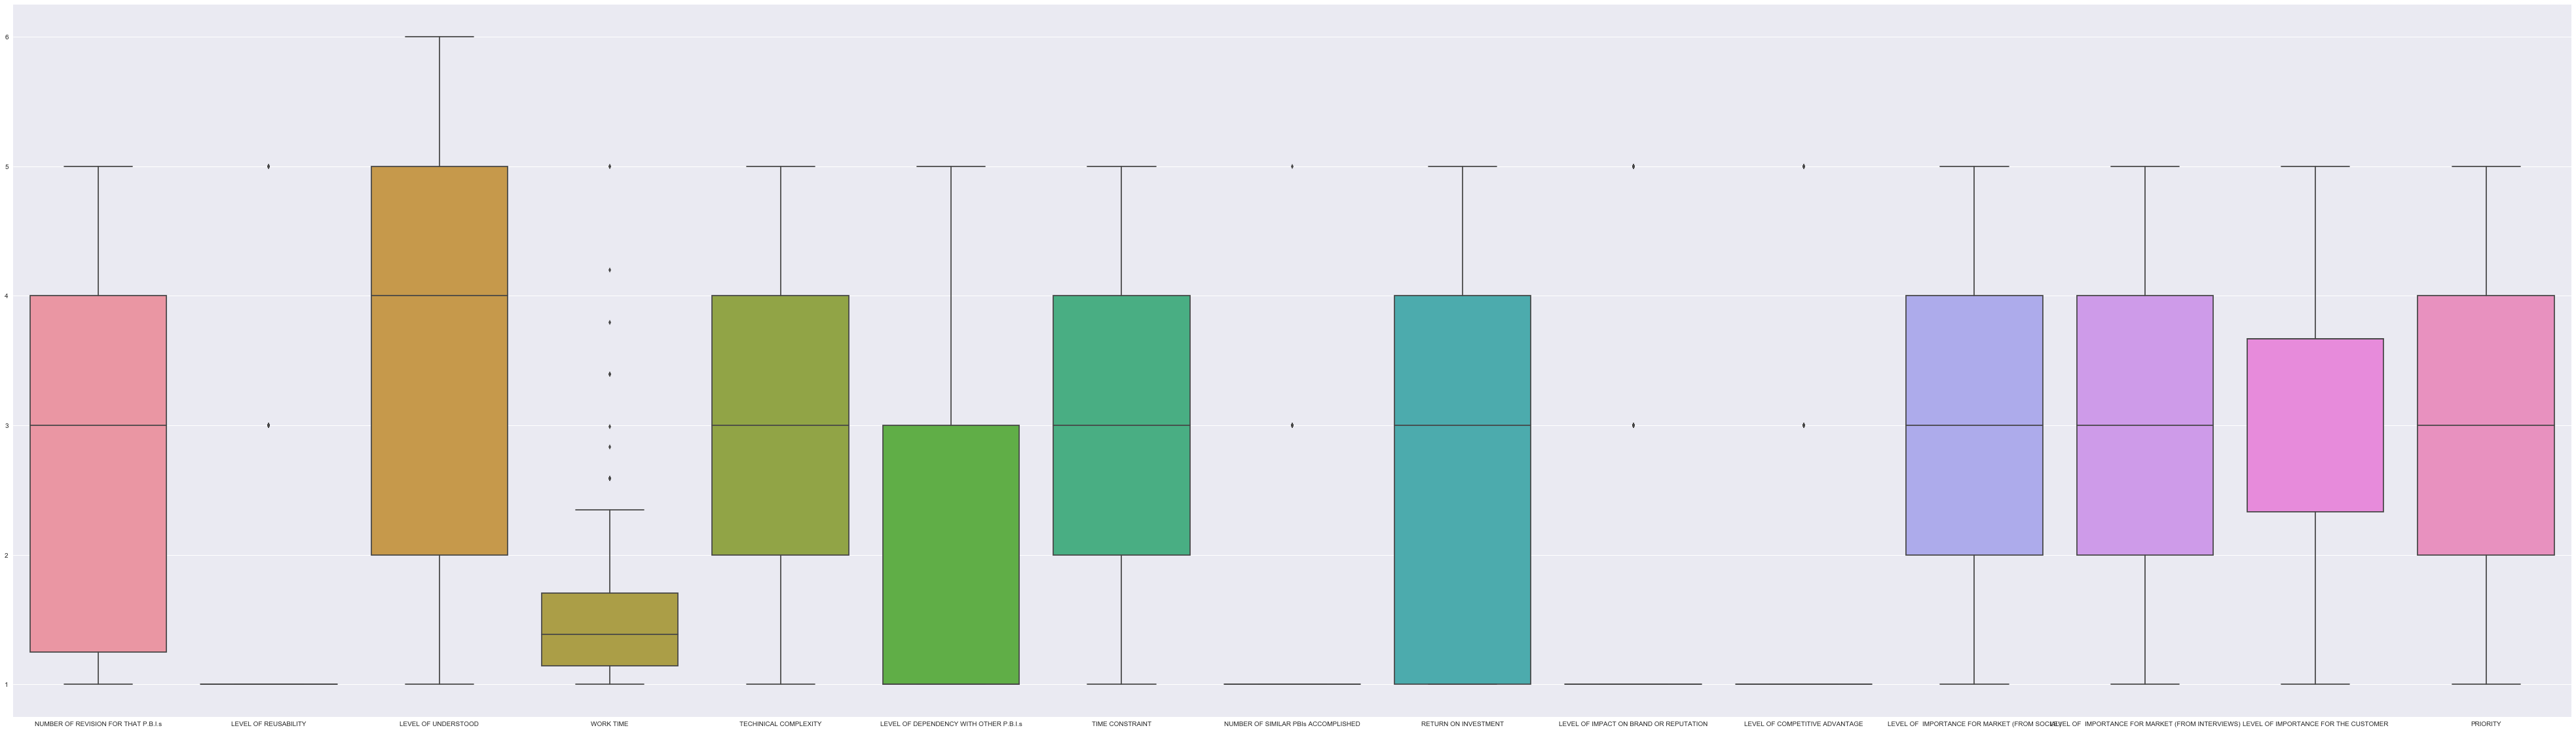 6
5
4
3
2
1
NUMBER OF REVISION FOR THAT P.B.I.s
LEVEL OF REUSABILITY
LEVEL OF UNDERSTOOD
WORK TIME
TECHINICAL COMPLEXITY
LEVEL OF DEPENDENCY WITH OTHER P.B.I.s
TIME CONSTRAINT
NUMBER OF SIMILAR PBIs ACCOMPLISHED
RETURN ON INVESTMENT
LEVEL OF IMPACT ON BRAND OR REPUTATION
LEVEL OF COMPETITIVE ADVANTAGE
LEVEL OF  IMPORTANCE FOR MARKET (FROM SOCIAL)
LEVEL OF  IMPORTANCE FOR MARKET (FROM INTERVIEWS)
LEVEL OF IMPORTANCE FOR THE CUSTOMER
PRIORITY